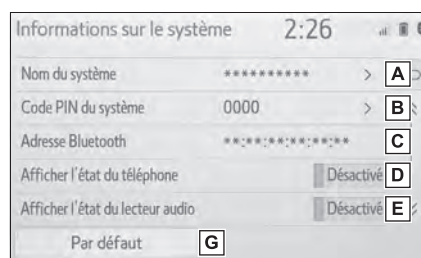 Informations sur le système 2:26
Nom du système ********** > A
Code PIN du système 0000 > B
Adresse Bluetooth **:**:**:**:**:** C
Afficher l'état du téléphone Désactivé D
Afficher l'état du lecteur audio Désactivé E
Par défaut G